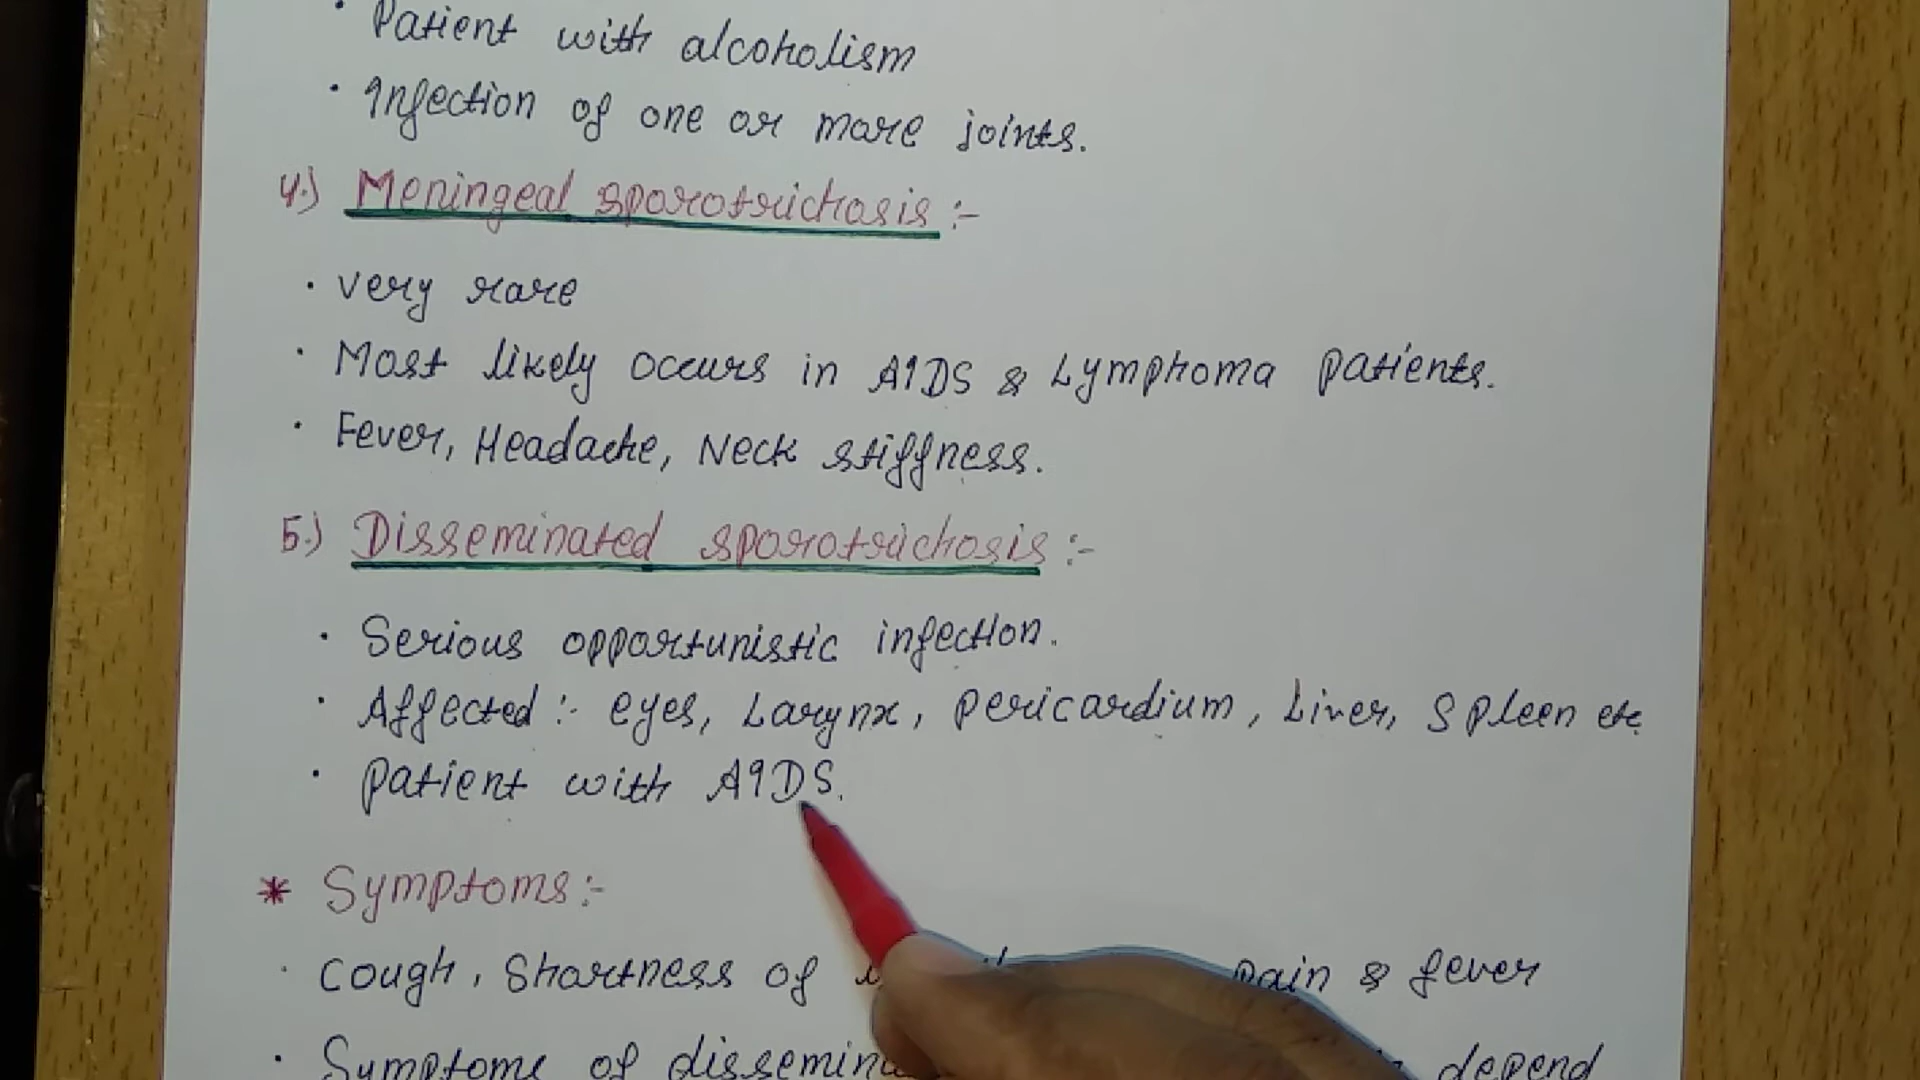 · Patient with alcoholism
· Infection of one or more joints.
4.) Meningeal sporotrichosis :-
· very rare
· Most likely occurs in AIDS & Lymphoma patients.
· Fever, Headache, Neck stiffness.
5.) Disseminated sporotrichosis :-
· Serious opportunistic infection.
· Affected :- eyes, Larynx, pericardium, Liver, Spleen etc
· patient with AIDS.
* Symptoms :-
· Cough, Shortness of pain & fever
· Symptoms of depend